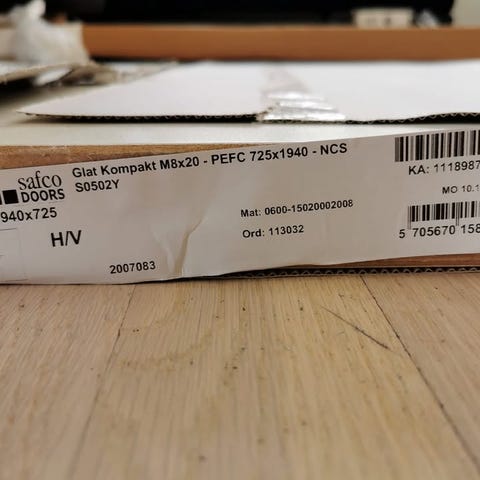 safco
DOORS
Glat Kompakt M8x20 - PEFC 725x1940 - NCS
S0502Y
940x725
H/V
2007083
Mat: 0600-15020002008
Ord: 113032
KA: 1118987
MO 10.1
5 705670 158